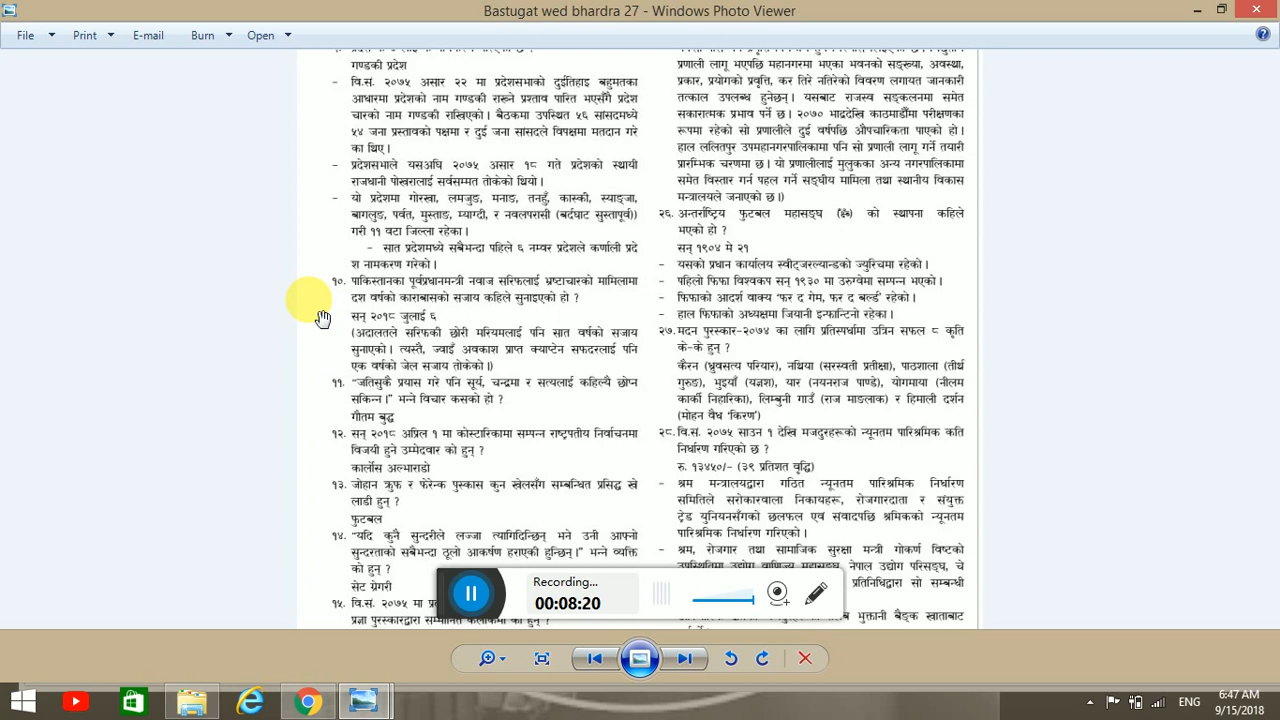 Bastugat wed bhardra 27 - Windows Photo Viewer
File Print E-mail Burn Open
गण्डकी प्रदेश
- वि.सं. २०७५ असार २२ मा प्रदेशसभाको दुईतिहाइ बहुमतका
आधारमा प्रदेशको नाम गण्डकी राख्ने प्रस्ताव पारित भएसँगै प्रदेश
चारको नाम गण्डकी राखिएको। बैठकमा उपस्थित ५६ सांसदमध्ये
५४ जना प्रस्तावको पक्षमा र दुई जना सांसदले विपक्षमा मतदान गरे
का थिए।
- प्रदेशसभाले यसअघि २०७५ असार १८ गते प्रदेशको स्थायी
राजधानी पोखरालाई सर्वसम्मत तोकेको थियो।
- यो प्रदेशमा गोरखा, लमजुङ, मनाङ, तनहुँ, कास्की, स्याङ्जा,
बागलुङ, पर्वत, मुस्ताङ, म्याग्दी, र नवलपरासी (बर्दघाट सुस्तापूर्व))
गरी ११ वटा जिल्ला रहेका।
- सात प्रदेशमध्ये सबैभन्दा पहिले ६ नम्वर प्रदेशले कर्णाली प्रदे
श नामकरण गरेको।
१०. पाकिस्तानका पूर्वप्रधानमन्त्री नवाज सरिफलाई भ्रष्टाचारको मामिलामा
दश वर्षको कारावासको सजाय कहिले सुनाइएको हो ?
सन् २०१८ जुलाई ६
(अदालतले सरिफकी छोरी मरियमलाई पनि सात वर्षको सजाय
सुनाएको। त्यस्तै, ज्वाइँ अवकाश प्राप्त क्याप्टेन सफदरलाई पनि
एक वर्षको जेल सजाय तोकेको।)
११. "जतिसुकै प्रयास गरे पनि सूर्य, चन्द्रमा र सत्यलाई कहिल्यै छोप्न
सकिन्न।" भन्ने विचार कसको हो ?
गौतम बुद्ध
१२. सन् २०१८ अप्रिल १ मा कोस्टारिकामा सम्पन्न राष्ट्रपतीय निर्वाचनमा
विजयी हुने उम्मेदवार को हुन् ?
कार्लोस अल्भाराडो
१३. जोहान क्रुफ र फेरेन्क पुस्कास कुन खेलसँग सम्बन्धित प्रसिद्ध खे
लाडी हुन् ?
फुटबल
१४. "यदि कुनै सुन्दरीले लज्जा त्यागिदिन्छिन् भने उनी आफ्नो
सुन्दरताको सबैभन्दा ठूलो आकर्षण हराएकी हुन्छिन्।" भन्ने व्यक्ति
को हुन् ?
सेट ग्रेगरी
१५. वि.सं. २०७५ मा
प्रज्ञा पुरस्कारद्वारा सम्मानित
प्रणाली लागू भएपछि महानगरमा भएका भवनको सङ्ख्या, अवस्था,
प्रकार, प्रयोगको प्रवृत्ति, कर तिरे नतिरेको विवरण लगायत जानकारी
तत्काल उपलब्ध हुनेछन्। यसबाट राजस्व सङ्कलनमा समेत
सकारात्मक प्रभाव पर्ने छ। २०७० भाद्रदेखि काठमाडौँमा परीक्षणका
रूपमा रहेको सो प्रणालीले दुई वर्षपछि औपचारिकता पाएको हो।
हाल ललितपुर उपमहानगरपालिकामा पनि सो प्रणाली लागू गर्ने तयारी
प्रारम्भिक चरणमा छ। यो प्रणालीलाई मुलुकका अन्य नगरपालिकामा
समेत विस्तार गर्न पहल गर्ने सङ्घीय मामिला तथा स्थानीय विकास
मन्त्रालयले जनाएको छ।)
२६. अन्तर्राष्ट्रिय फुटबल महासङ्घ को स्थापना कहिले
भएको हो ?
सन् १९०४ मे २१
- यसको प्रधान कार्यालय स्वीट्जरल्यान्डको ज्युरिचमा रहेको।
- पहिलो फिफा विश्वकप सन् १९३० मा उरुग्वेमा सम्पन्न भएको।
- फिफाको आदर्श वाक्य 'फर द गेम, फर द बर्ल्ड' रहेको।
- हाल फिफाको अध्यक्षमा जियानी इन्फान्टिनो रहेका।
२७. मदन पुरस्कार-२०७४ का लागि प्रतिस्पर्धामा उत्रिन सफल ८ कृति
के-के हुन् ?
कैरन (ध्रुवसत्य परियार), नथिया (सरस्वती प्रतीक्षा), पाठशाला (तीर्थ
गुरुङ), भुइयाँ (यज्ञश), यार (नयनराज पाण्डे), योगमाया (नीलम
कार्की निहारिका), लिम्बुनी गाउँ (राज माङलाक) र हिमाली दर्शन
(मोहन वैध 'किरण')
२८. वि.सं. २०७५ साउन १ देखि मजदुरहरूको न्यूनतम पारिश्रमिक कति
निर्धारण गरिएको छ ?
रु. १३४५०/- (३९ प्रतिशत वृद्धि)
- श्रम मन्त्रालयद्वारा गठित न्यूनतम पारिश्रमिक निर्धारण
समितिले सरोकारवाला निकायहरू, रोजगारदाता र संयुक्त
ट्रेड युनियनसँगको छलफल एवं संवादपछि श्रमिकको न्यूनतम
पारिश्रमिक निर्धारण गरिएको।
- श्रम, रोजगार तथा सामाजिक सुरक्षा मन्त्री गोकर्ण विष्टको
उपस्थितिमा उद्योग वाणिज्य महासङ्घ, नेपाल उद्योग परिसङ्घ, चे
प्रतिनिधिद्वारा सो सम्बन्धी
भुक्तानी बैङ्क खाताबाट
Recording...
00:08:20
ENG
6:47 AM
9/15/2018